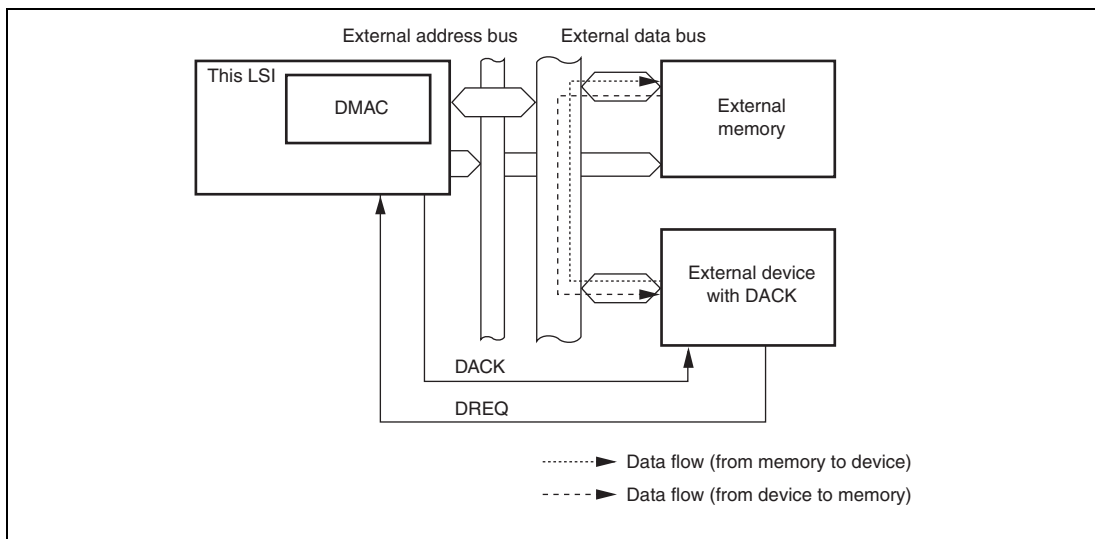 External address bus
External data bus
This LSI
DMAC
External
memory
External device
with DACK
DACK
DREQ
Data flow (from memory to device)
Data flow (from device to memory)